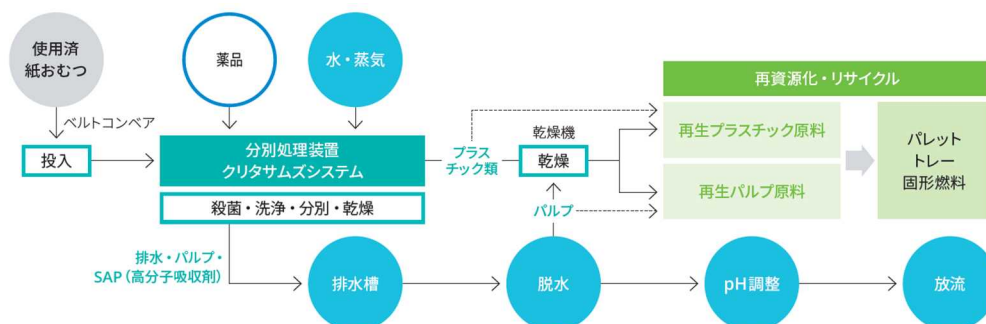 使用済
紙おむつ
薬品
水・蒸気
再資源化・リサイクル
ベルトコンベア
投入
分別処理装置
クリタサムズシステム
殺菌・洗浄・分別・乾燥
プラス
チック類
乾燥機
乾燥
パルプ
再生プラスチック原料
再生パルプ原料
パレット
トレー
固形燃料
排水・パルプ・
SAP（高分子吸収剤）
排水槽
脱水
pH調整
放流